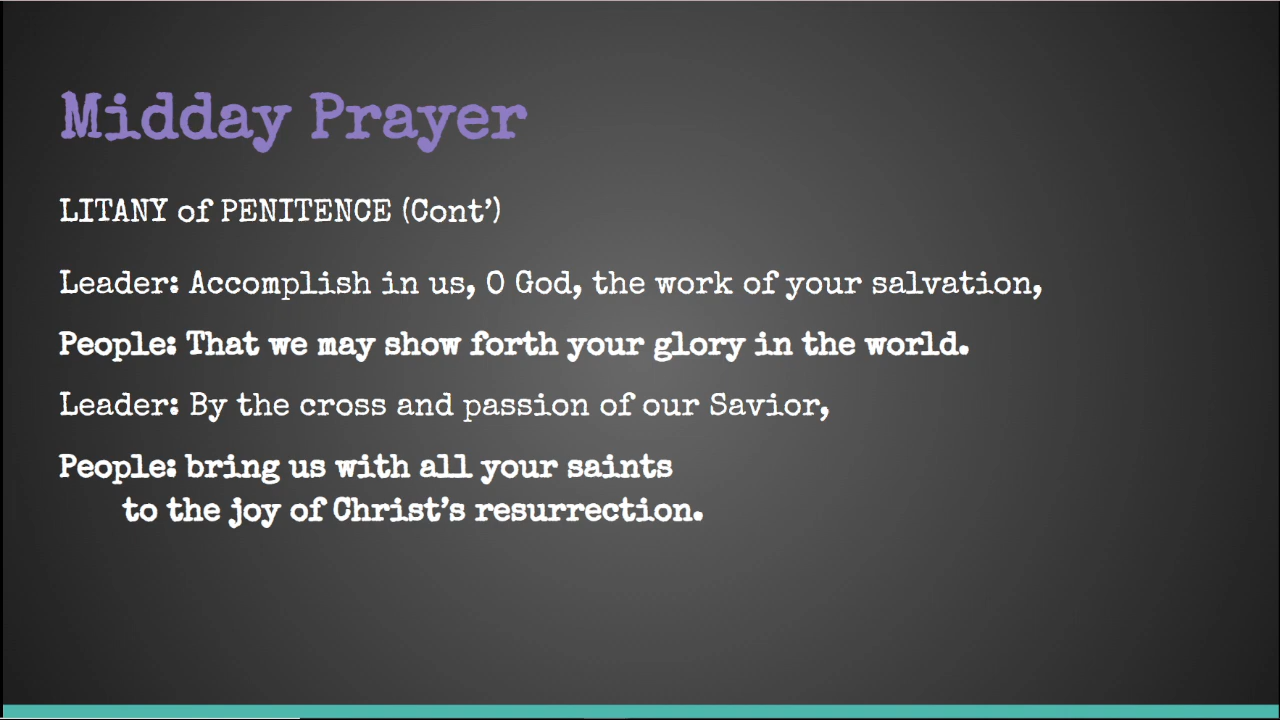 Midday Prayer
LITANY of PENITENCE (Cont’)
Leader: Accomplish in us, O God, the work of your salvation,
People: That we may show forth your glory in the world.
Leader: By the cross and passion of our Savior,
People: bring us with all your saints
to the joy of Christ’s resurrection.